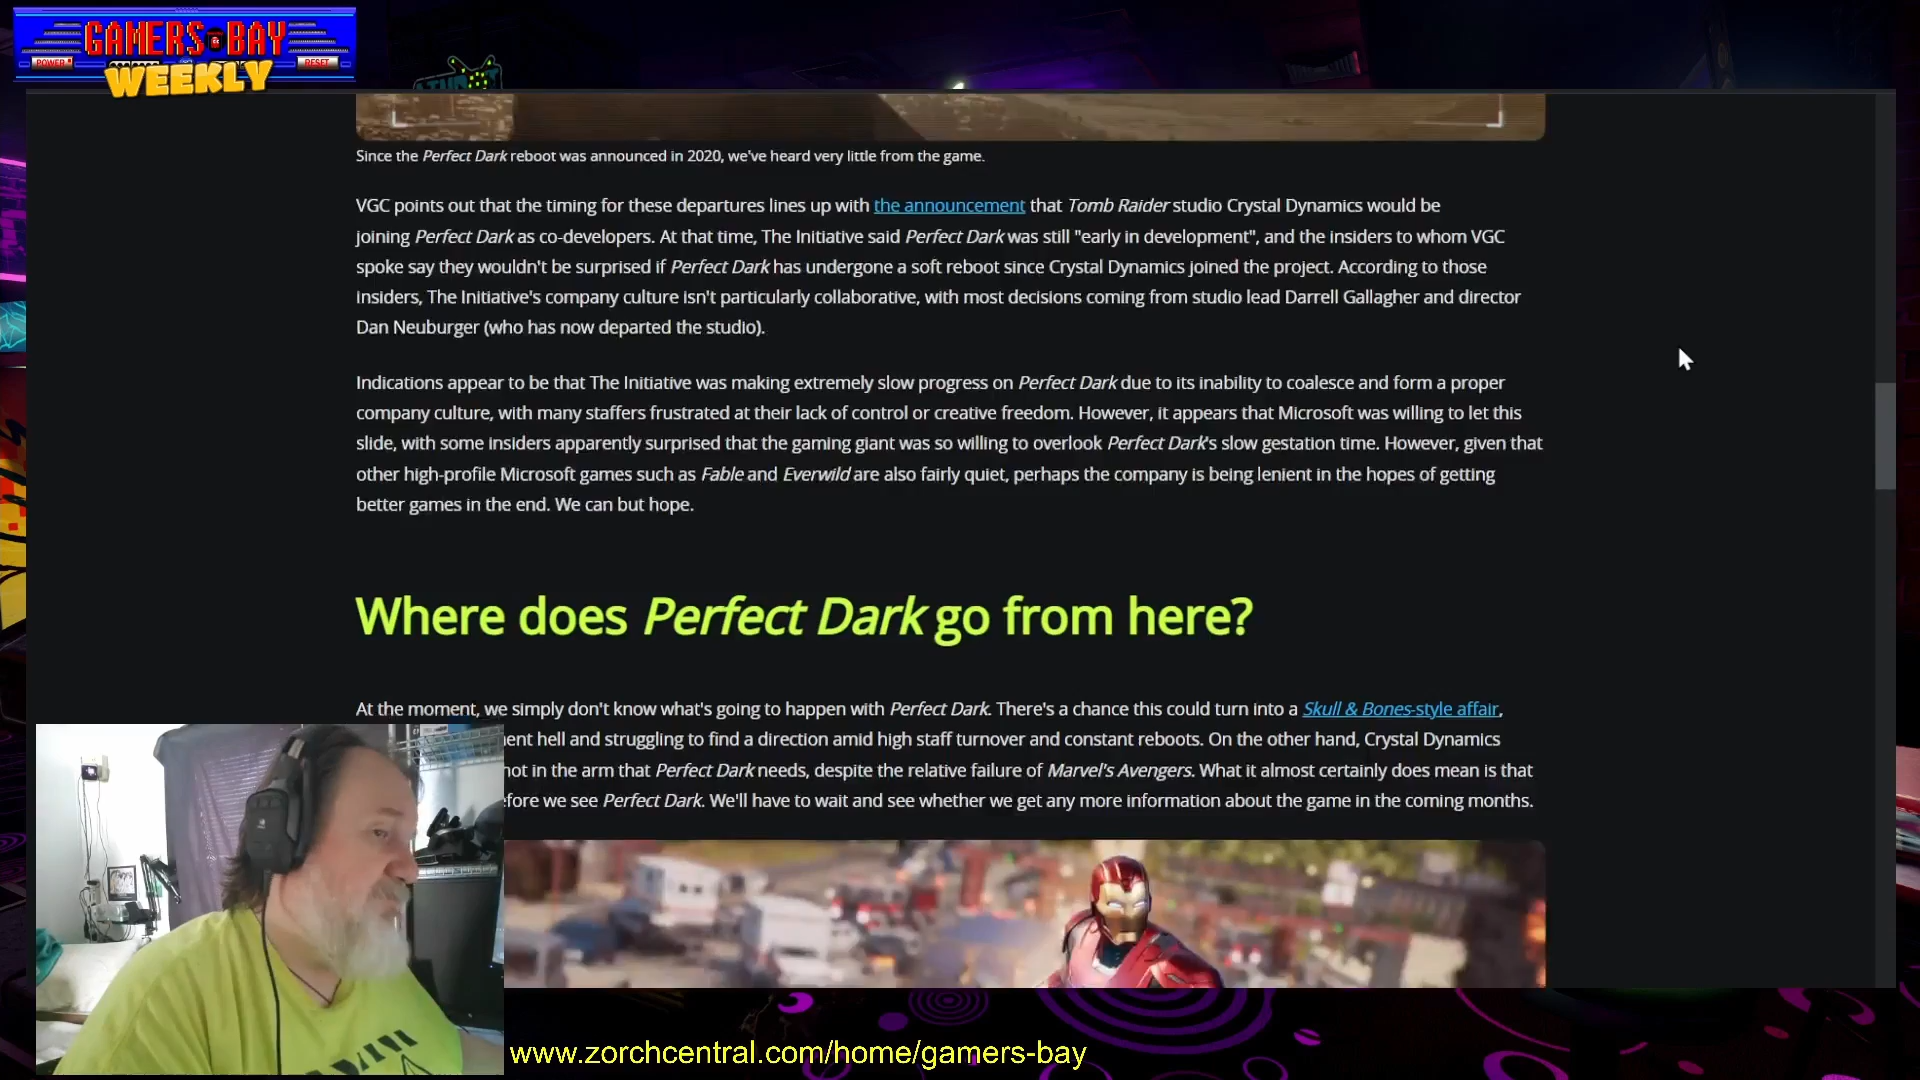 GAMERS BAY
POWER
RESET
WEEKLY
Since the Perfect Dark reboot was announced in 2020, we've heard very little from the game.
VGC points out that the timing for these departures lines up with the announcement that Tomb Raider studio Crystal Dynamics would be
joining Perfect Dark as co-developers. At that time, The Initiative said Perfect Dark was still "early in development", and the insiders to whom VGC
spoke say they wouldn't be surprised if Perfect Dark has undergone a soft reboot since Crystal Dynamics joined the project. According to those
insiders, The Initiative's company culture isn't particularly collaborative, with most decisions coming from studio lead Darrell Gallagher and director
Dan Neuburger (who has now departed the studio).
Indications appear to be that The Initiative was making extremely slow progress on Perfect Dark due to its inability to coalesce and form a proper
company culture, with many staffers frustrated at their lack of control or creative freedom. However, it appears that Microsoft was willing to let this
slide, with some insiders apparently surprised that the gaming giant was so willing to overlook Perfect Dark's slow gestation time. However, given that
other high-profile Microsoft games such as Fable and Everwild are also fairly quiet, perhaps the company is being lenient in the hopes of getting
better games in the end. We can but hope.
Where does Perfect Dark go from here?
At the moment, we simply don't know what's going to happen with Perfect Dark. There's a chance this could turn into a Skull & Bones-style affair,
hell and struggling to find a direction amid high staff turnover and constant reboots. On the other hand, Crystal Dynamics
in the arm that Perfect Dark needs, despite the relative failure of Marvel's Avengers. What it almost certainly does mean is that
we see Perfect Dark. We'll have to wait and see whether we get any more information about the game in the coming months.
www.zorchcentral.com/home/gamers-bay